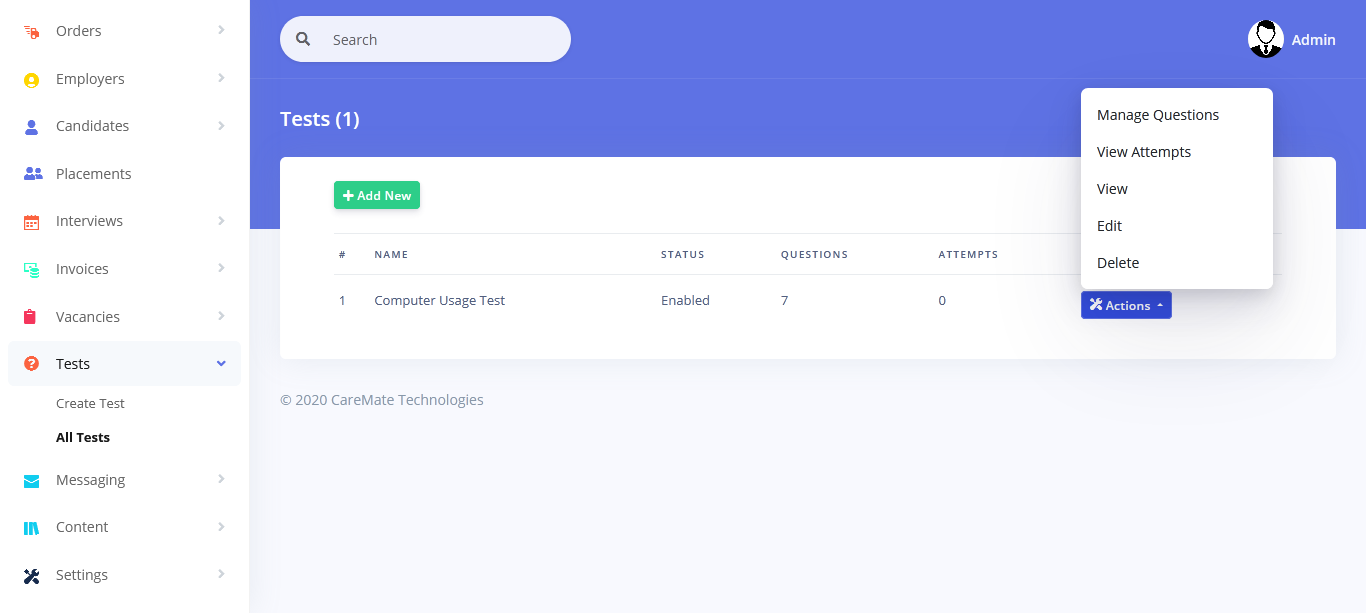 Orders
Employers
Candidates
Placements
Interviews
Invoices
Vacancies
Tests
Create Test
All Tests
Messaging
Content
Settings
Search
Admin
Tests (1)
Manage Questions
View Attempts
View
Edit
Delete
Add New
# NAME STATUS QUESTIONS ATTEMPTS
1 Computer Usage Test Enabled 7 0 Actions
© 2020 CareMate Technologies